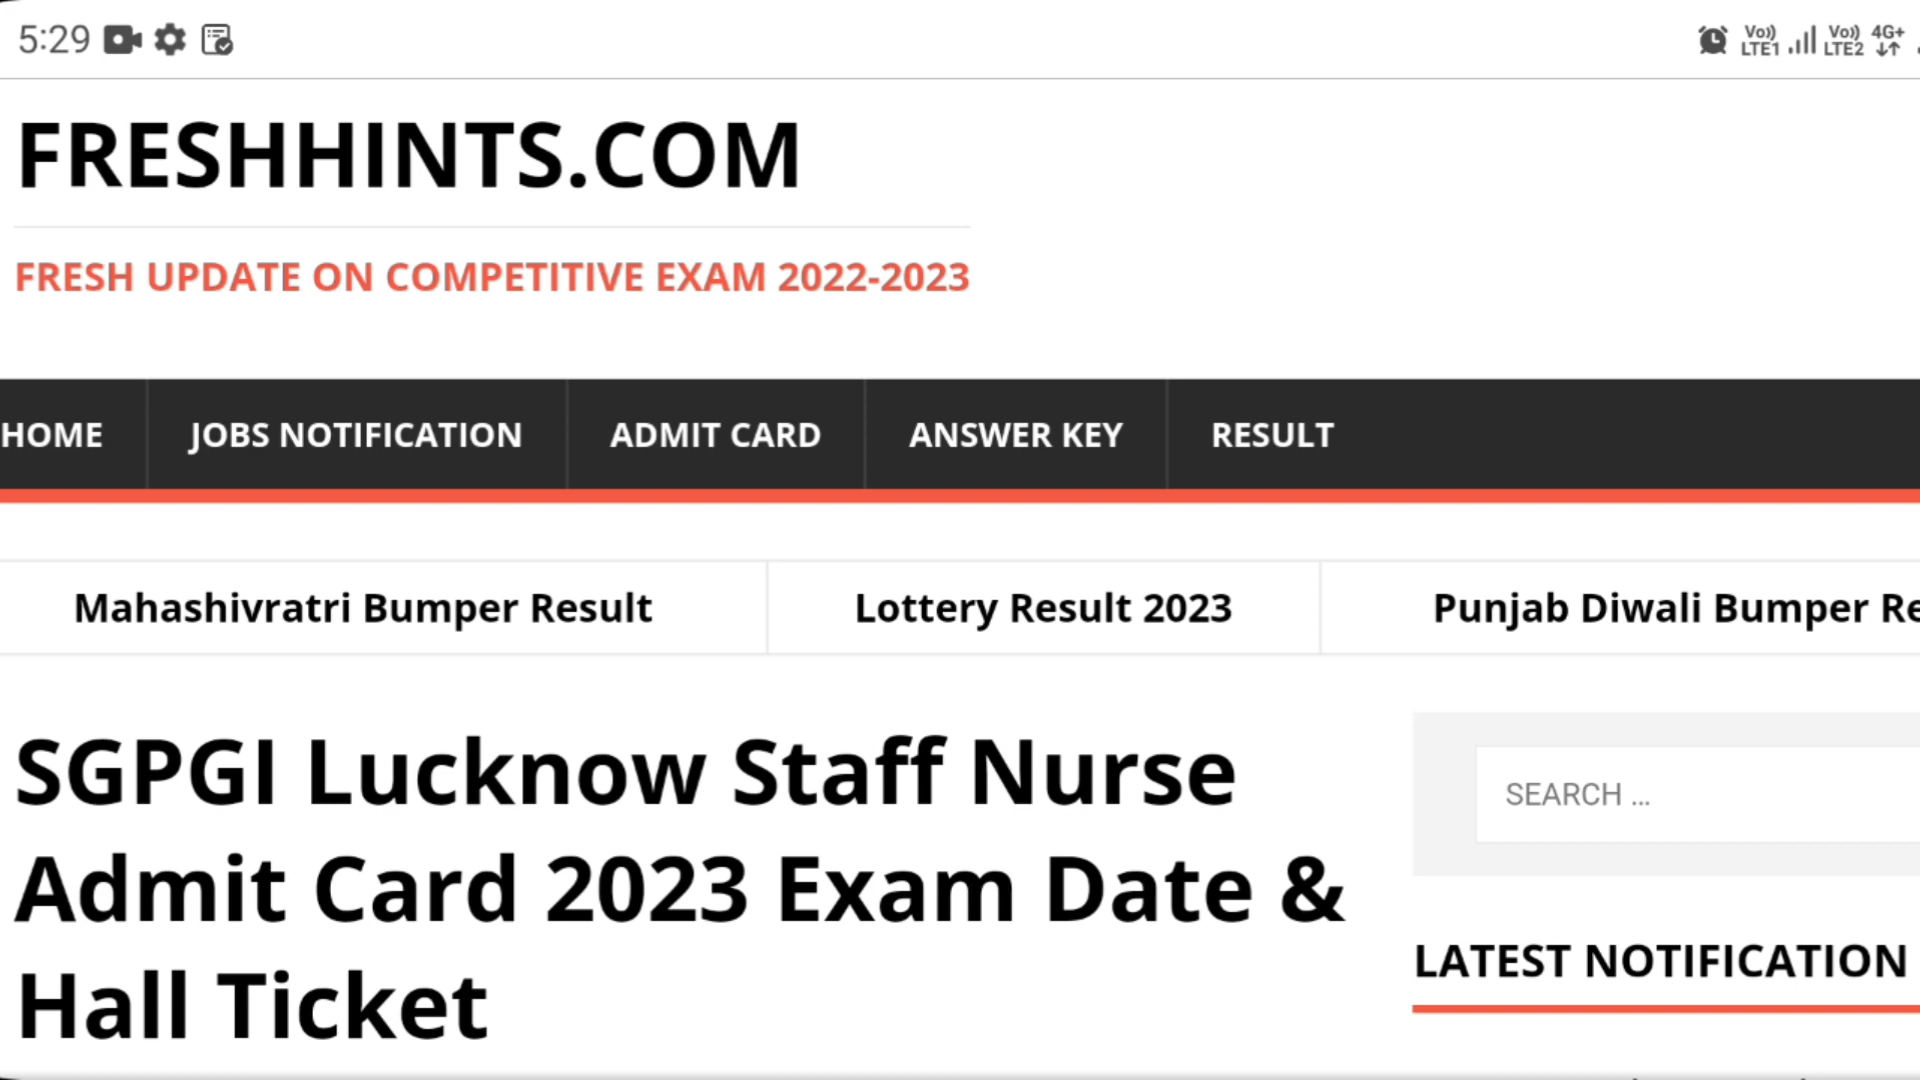 5:29
Vo)) LTE1 Vo)) LTE2 4G+
FRESHHINTS.COM
FRESH UPDATE ON COMPETITIVE EXAM 2022-2023
HOME JOBS NOTIFICATION ADMIT CARD ANSWER KEY RESULT
Mahashivratri Bumper Result Lottery Result 2023 Punjab Diwali Bumper Re
SGPGI Lucknow Staff Nurse
Admit Card 2023 Exam Date &
Hall Ticket
SEARCH ...
LATEST NOTIFICATION